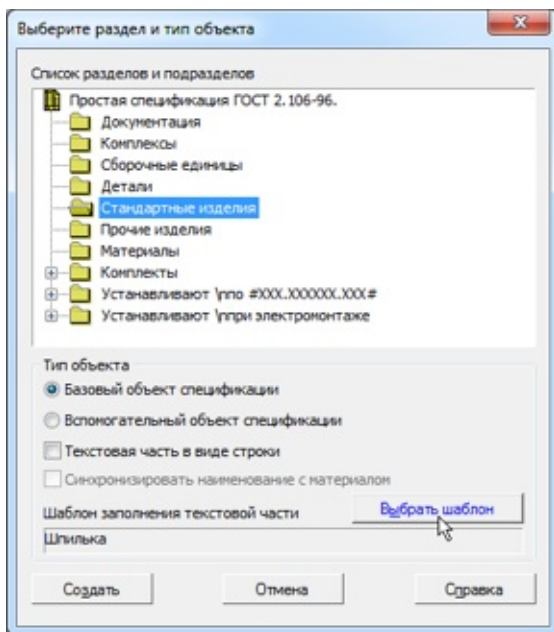 Выберите раздел и тип объекта
Список разделов и подразделов
Простая спецификация ГОСТ 2.106-96.
Документация
Комплексы
Сборочные единицы
Детали
Стандартные изделия
Прочие изделия
Материалы
Комплекты
Устанавливают \nпо #XXX.XXXXXX.XXX#
Устанавливают \nпри электромонтаже
Тип объекта
Базовый объект спецификации
Вспомогательный объект спецификации
Текстовая часть в виде строки
Синхронизировать наименование с материалом
Шаблон заполнения текстовой части
Выбрать шаблон
Шпилька
Создать
Отмена
Справка